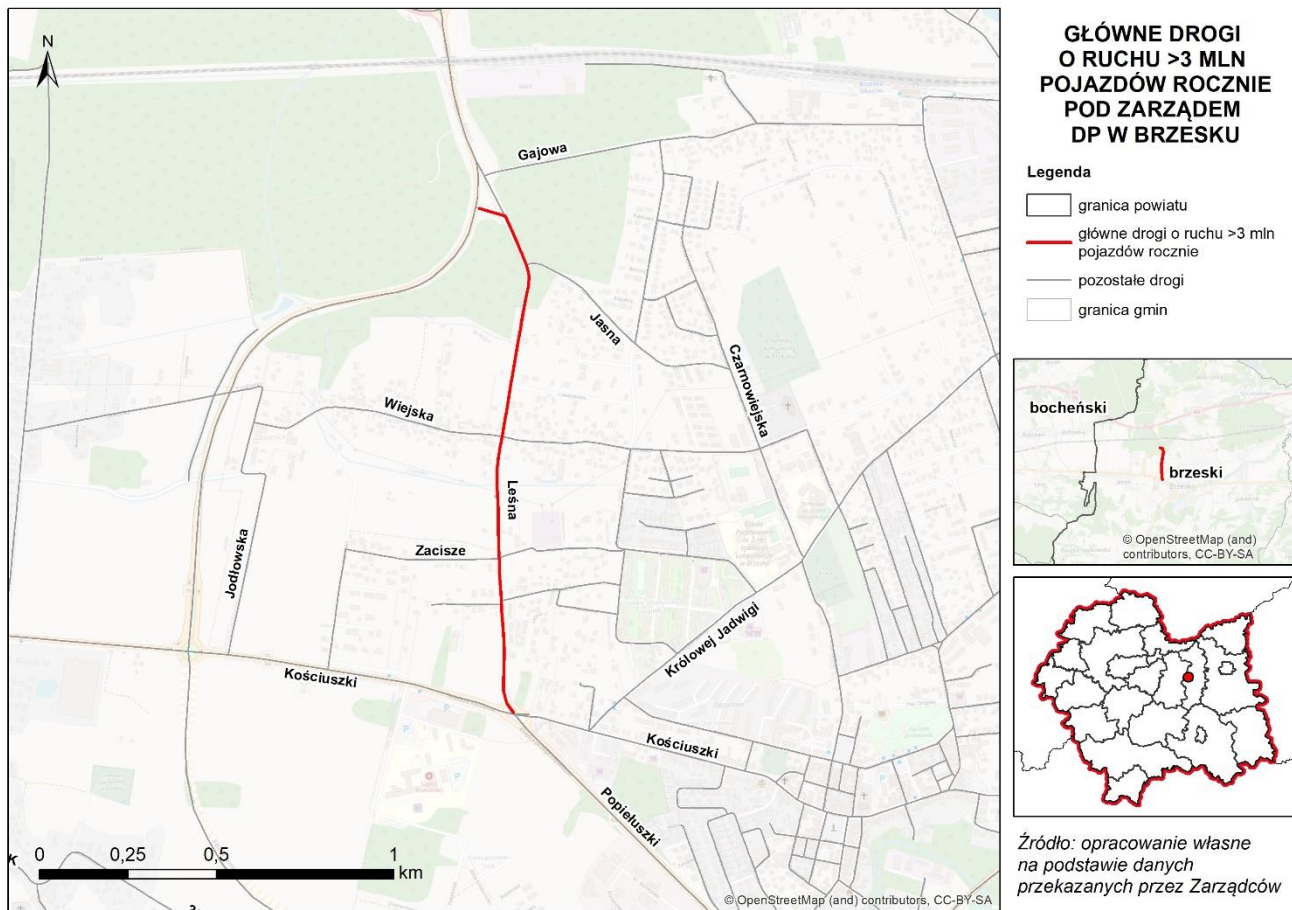 GŁÓWNE DROGI
O RUCHU >3 MLN
POJAZDÓW ROCZNIE
POD ZARZĄDEM
DP W BRZESKU
Legenda
granica powiatu
główne drogi o ruchu >3 mln
pojazdów rocznie
pozostałe drogi
granica gmin
N
Gajowa
Jasna
Czarnowiejska
Wiejska
Leśna
Zacisze
Jodłowska
Królowej Jadwigi
Kościuszki
Kościuszki
Popiełuszki
0 0,25 0,5 1
km
© OpenStreetMap (and) contributors, CC-BY-SA
bocheński
brzeski
© OpenStreetMap (and)
contributors, CC-BY-SA
Źródło: opracowanie własne
na podstawie danych
przekazanych przez Zarządców